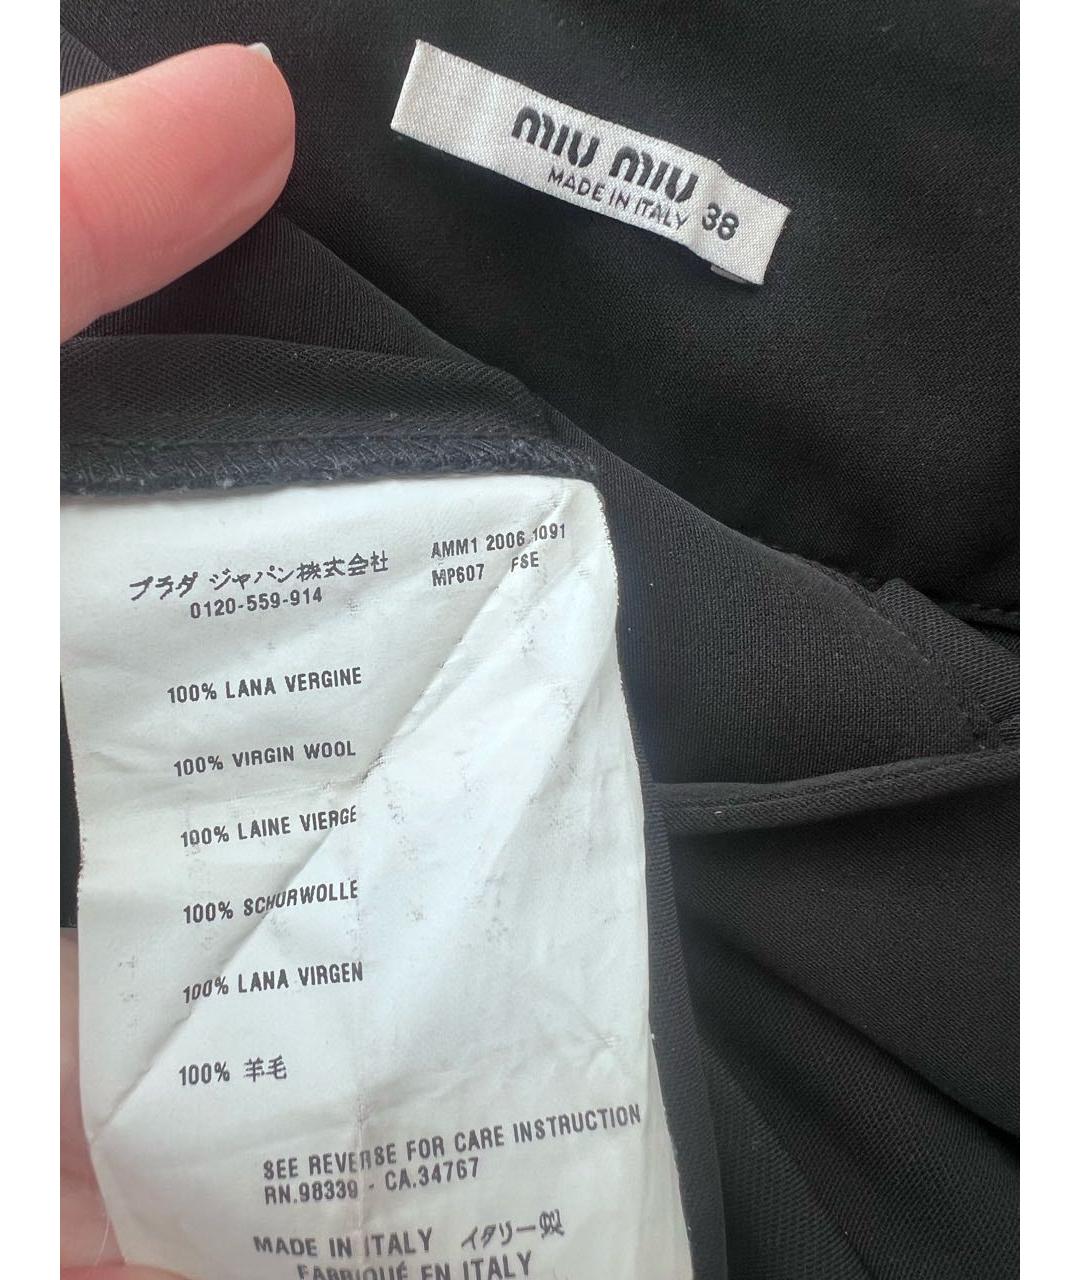 MIU MIU
MADE IN ITALY 38
プラダ ジャパン株式会社
0120-559-914
AMM1 2006 1091
MP607 FSE
100% LANA VERGINE
100% VIRGIN WOOL
100% LAINE VIERGE
100% SCHURWOLLE
100% LANA VIRGEN
100% 羊毛
SEE REVERSE FOR CARE INSTRUCTION
RN.98339 - CA.34767
MADE IN ITALY イタリー製
FABRIQUÉ EN ITALY